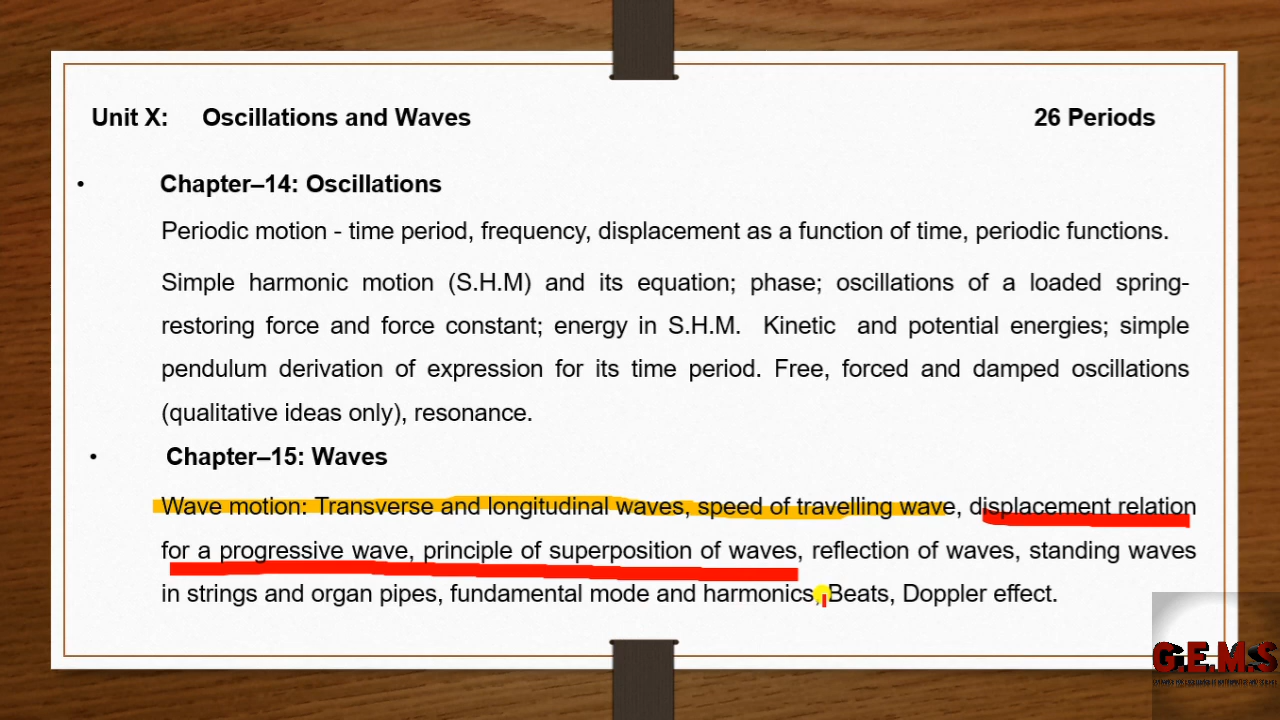 Unit X: Oscillations and Waves 26 Periods
• Chapter–14: Oscillations
Periodic motion - time period, frequency, displacement as a function of time, periodic functions.
Simple harmonic motion (S.H.M) and its equation; phase; oscillations of a loaded spring-
restoring force and force constant; energy in S.H.M. Kinetic and potential energies; simple
pendulum derivation of expression for its time period. Free, forced and damped oscillations
(qualitative ideas only), resonance.
• Chapter–15: Waves
Wave motion: Transverse and longitudinal waves, speed of travelling wave, displacement relation
for a progressive wave, principle of superposition of waves, reflection of waves, standing waves
in strings and organ pipes, fundamental mode and harmonics, Beats, Doppler effect.
G.E.M.S